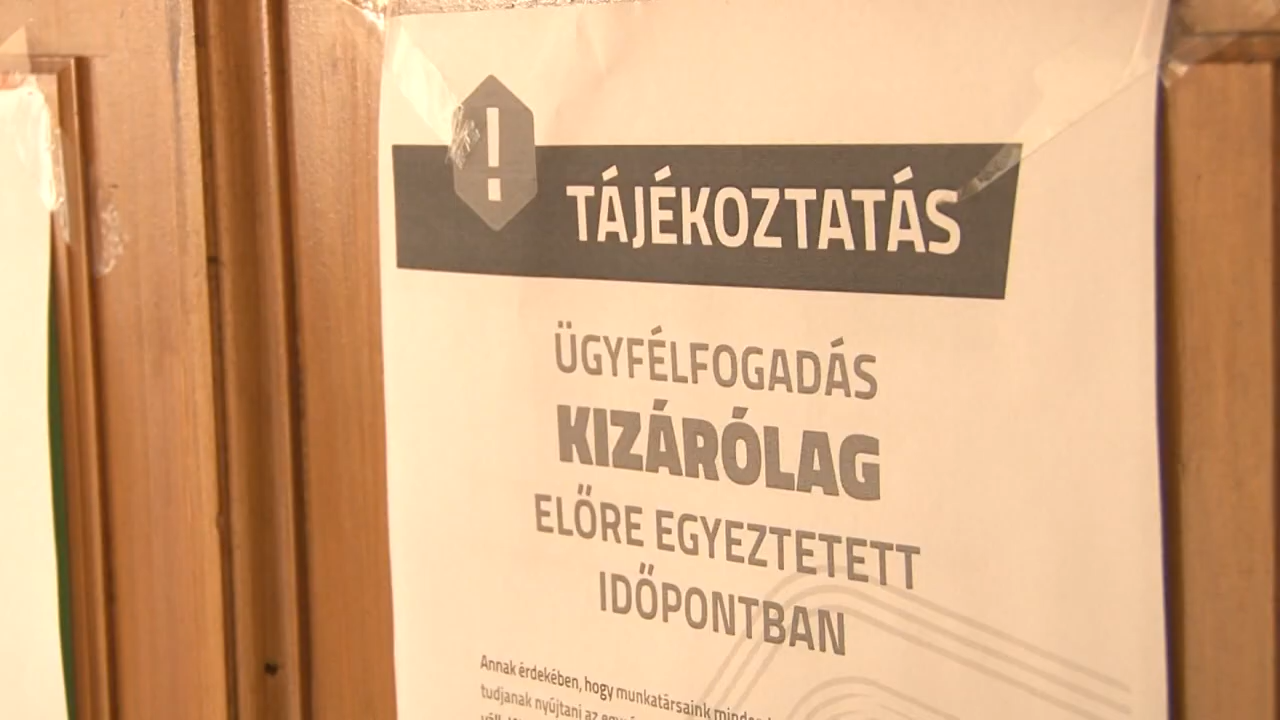 !
TÁJÉKOZTATÁS
ÜGYFÉLFOGADÁS
KIZÁRÓLAG
ELŐRE EGYEZTETETT
IDŐPONTBAN
Annak érdekében, hogy munkatársaink
tudjanak nyújtani az